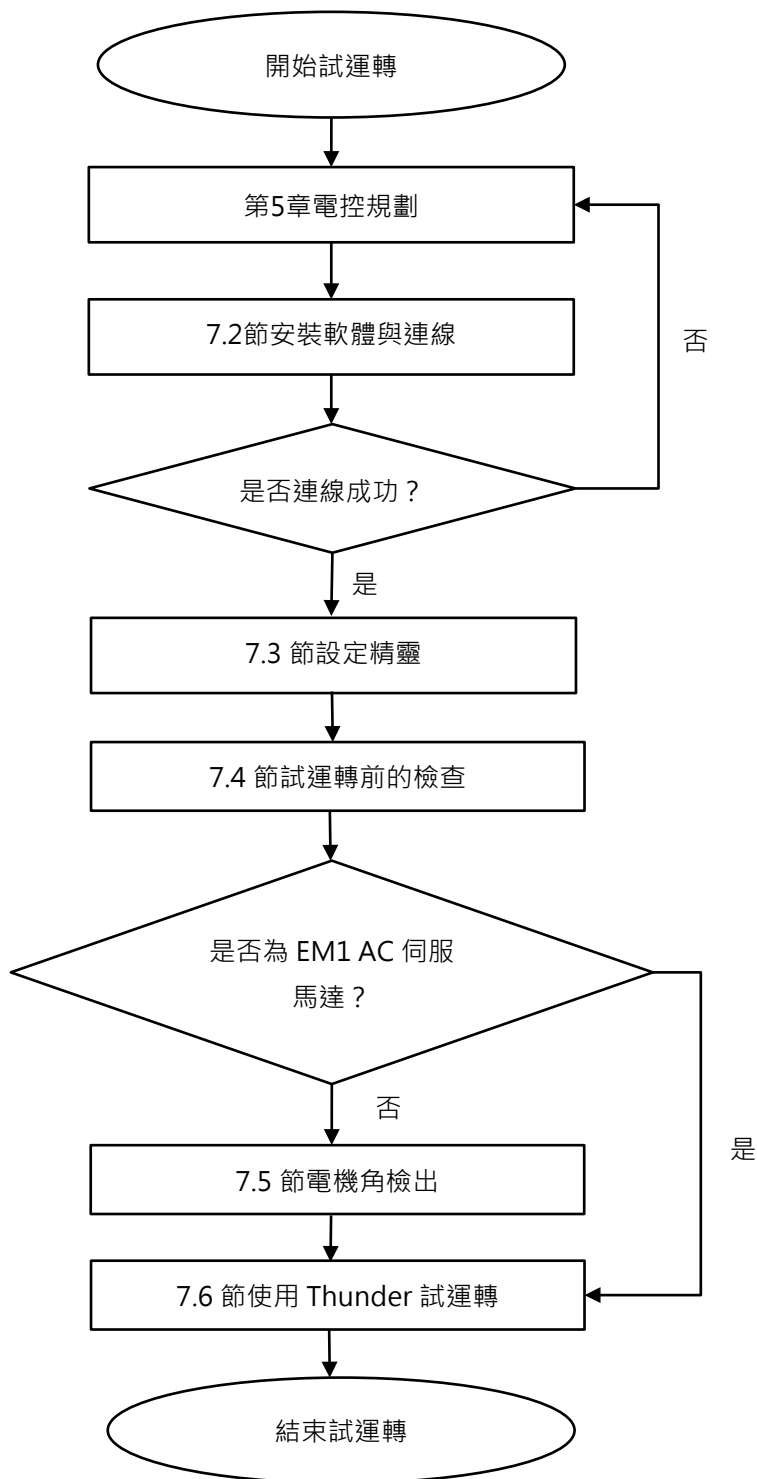 開始試運轉
第5章電控規劃
7.2節安裝軟體與連線
否
是否連線成功？
是
7.3 節設定精靈
7.4 節試運轉前的檢查
是否為 EM1 AC 伺服
馬達？
否
是
7.5 節電機角檢出
7.6 節使用 Thunder 試運轉
結束試運轉